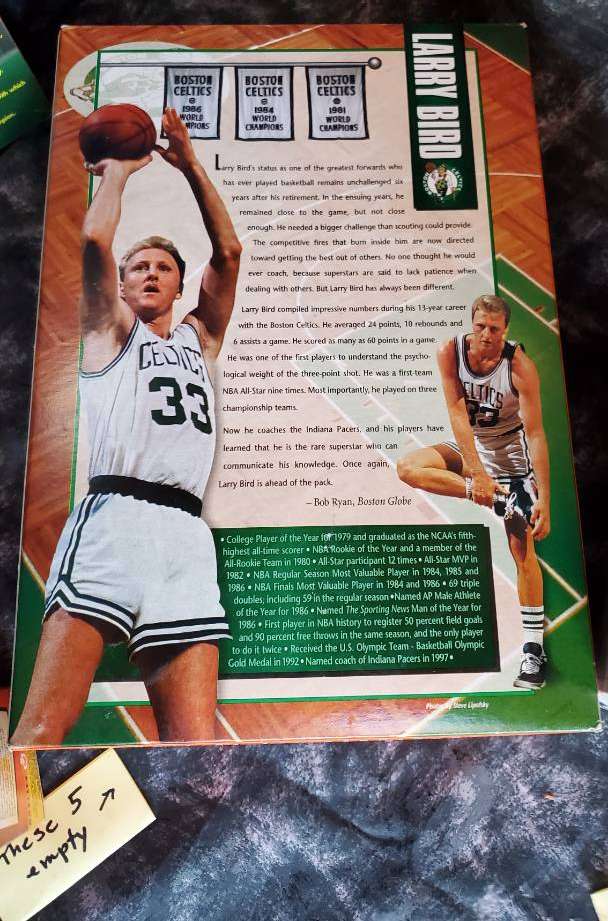 LARRY BIRD
BOSTON
CELTICS
1986
WORLD
BOSTON
CELTICS
1984
WORLD
CHAMPIONS
BOSTON
CELTICS
1981
WORLD
CHAMPIONS
Larry Bird's status as one of the greatest forwards who
has ever played basketball remains unchallenged six
years after his retirement. In the ensuing years, he
remained close to the game, but not close
enough. He needed a bigger challenge than scouting could provide.
The competitive fires that burn inside him are now directed
toward getting the best out of others. No one thought he would
ever coach, because superstars are said to lack patience when
dealing with others. But Larry Bird has always been different.
Larry Bird compiled impressive numbers during his 13-year career
with the Boston Celtics. He averaged 24 points, 10 rebounds and
6 assists a game. He scored as many as 60 points in a game.
He was one of the first players to understand the psycho-
logical weight of the three-point shot. He was a first-team
NBA All-Star nine times. Most importantly, he played on three
championship teams.
Now he coaches the Indiana Pacers, and his players have
learned that he is the rare superstar who can
communicate his knowledge. Once again,
Larry Bird is ahead of the pack.
– Bob Ryan, Boston Globe
CELTICS
33
CELTICS
33
• College Player of the Year for 1979 and graduated as the NCAA's fifth-
highest all-time scorer • NBA Rookie of the Year and a member of the
All-Rookie Team in 1980 • All-Star participant 12 times • All-Star MVP in
1982 • NBA Regular Season Most Valuable Player in 1984, 1985 and
1986 • NBA Finals Most Valuable Player in 1984 and 1986 • 69 triple
doubles; including 59 in the regular season • Named AP Male Athlete
of the Year for 1986 • Named The Sporting News Man of the Year for
1986 • First player in NBA history to register 50 percent field goals
and 90 percent free throws in the same season, and the only player
to do it twice • Received the U.S. Olympic Team - Basketball Olympic
Gold Medal in 1992 • Named coach of Indiana Pacers in 1997 •
Photos by Steve Lipofsky
These 5
empty